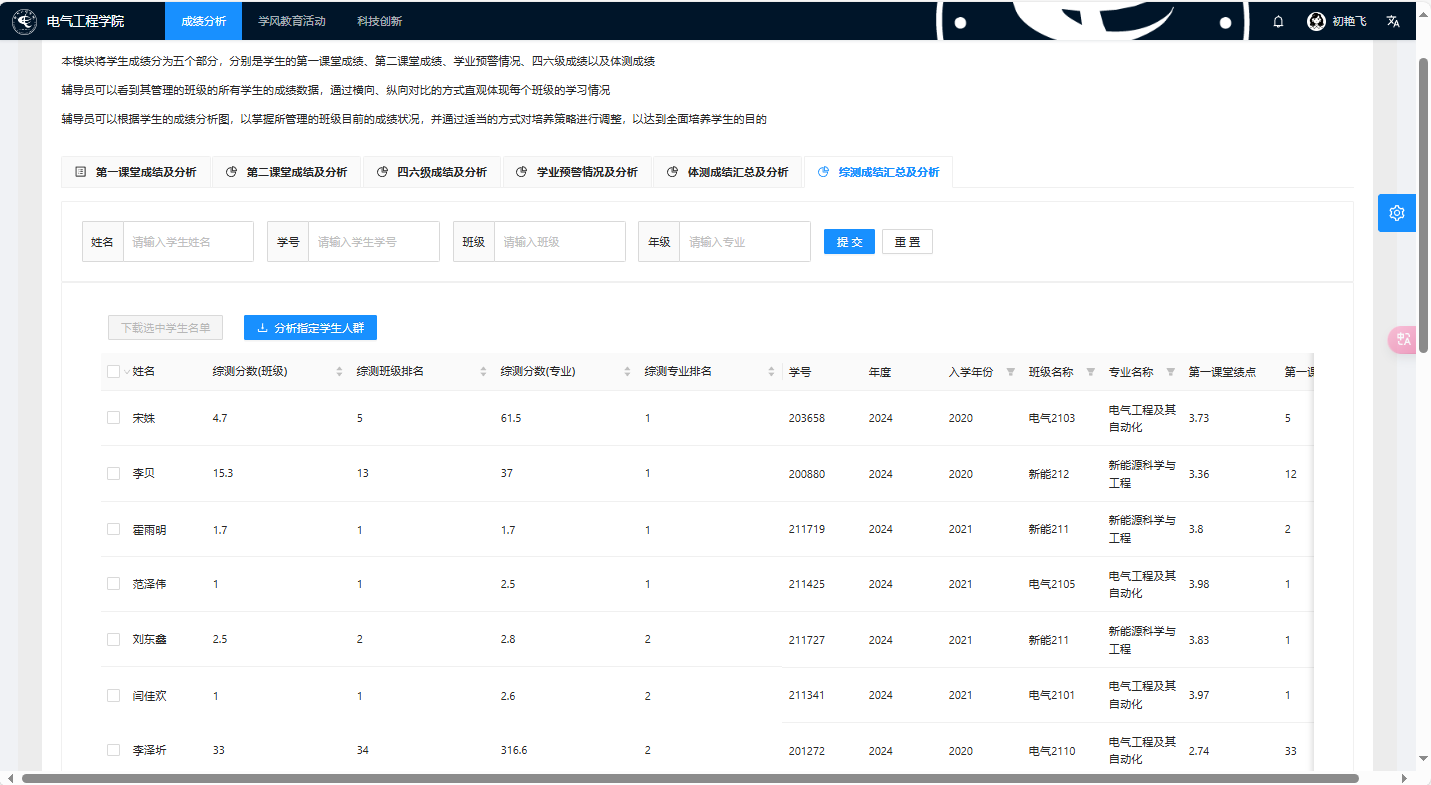 电气工程学院 成绩分析 学风教育活动 科技创新 初艳飞
本模块将学生成绩分为五个部分，分别是学生的第一课堂成绩、第二课堂成绩、学业预警情况、四六级成绩以及体测成绩
辅导员可以看到其管理的班级的所有学生的成绩数据，通过横向、纵向对比的方式直观体现每个班级的学习情况
辅导员可以根据学生的成绩分析图，以掌握所管理的班级目前的成绩状况，并通过适当的方式对培养策略进行调整，以达到全面培养学生的目的
第一课堂成绩及分析 第二课堂成绩及分析 四六级成绩及分析 学业预警情况及分析 体测成绩汇总及分析 综测成绩汇总及分析
姓名 请输入学生姓名 学号 请输入学生学号 班级 请输入班级 年级 请输入专业 提交 重置
下载选中学生名单 分析指定学生人群
姓名 综测分数(班级) 综测班级排名 综测分数(专业) 综测专业排名 学号 年度 入学年份 班级名称 专业名称 第一课堂绩点 第一课
宋姝 4.7 5 61.5 1 203658 2024 2020 电气2103 电气工程及其
自动化 3.73 5
李贝 15.3 13 37 1 200880 2024 2020 新能212 新能源科学与
工程 3.36 12
霍雨明 1.7 1 1.7 1 211719 2024 2021 新能211 新能源科学与
工程 3.8 2
范泽伟 1 1 2.5 1 211425 2024 2021 电气2105 电气工程及其
自动化 3.98 1
刘东鑫 2.5 2 2.8 2 211727 2024 2021 新能211 新能源科学与
工程 3.83 1
闫佳欢 1 1 2.6 2 211341 2024 2021 电气2101 电气工程及其
自动化 3.97 1
李泽圻 33 34 316.6 2 201272 2024 2020 电气2110 电气工程及其
自动化 2.74 33